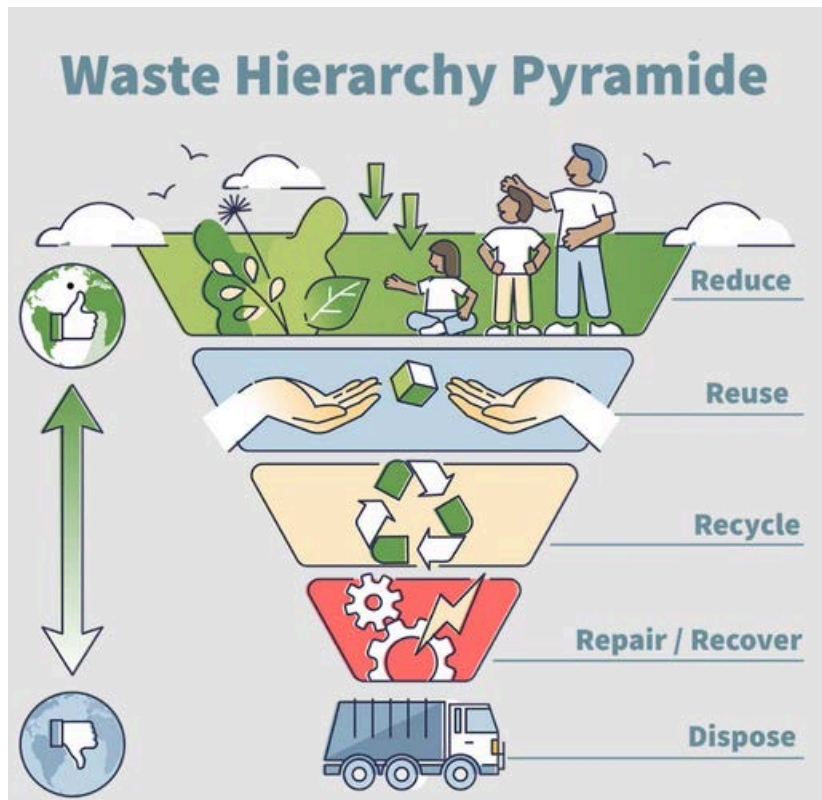 Waste Hierarchy Pyramide
Reduce
Reuse
Recycle
Repair / Recover
Dispose